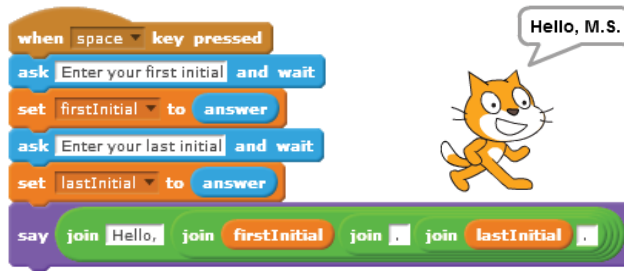 Hello, M.S.
when space key pressed
ask Enter your first initial and wait
set firstInitial to answer
ask Enter your last initial and wait
set lastInitial to answer
say join Hello, join firstInitial join . join lastInitial .